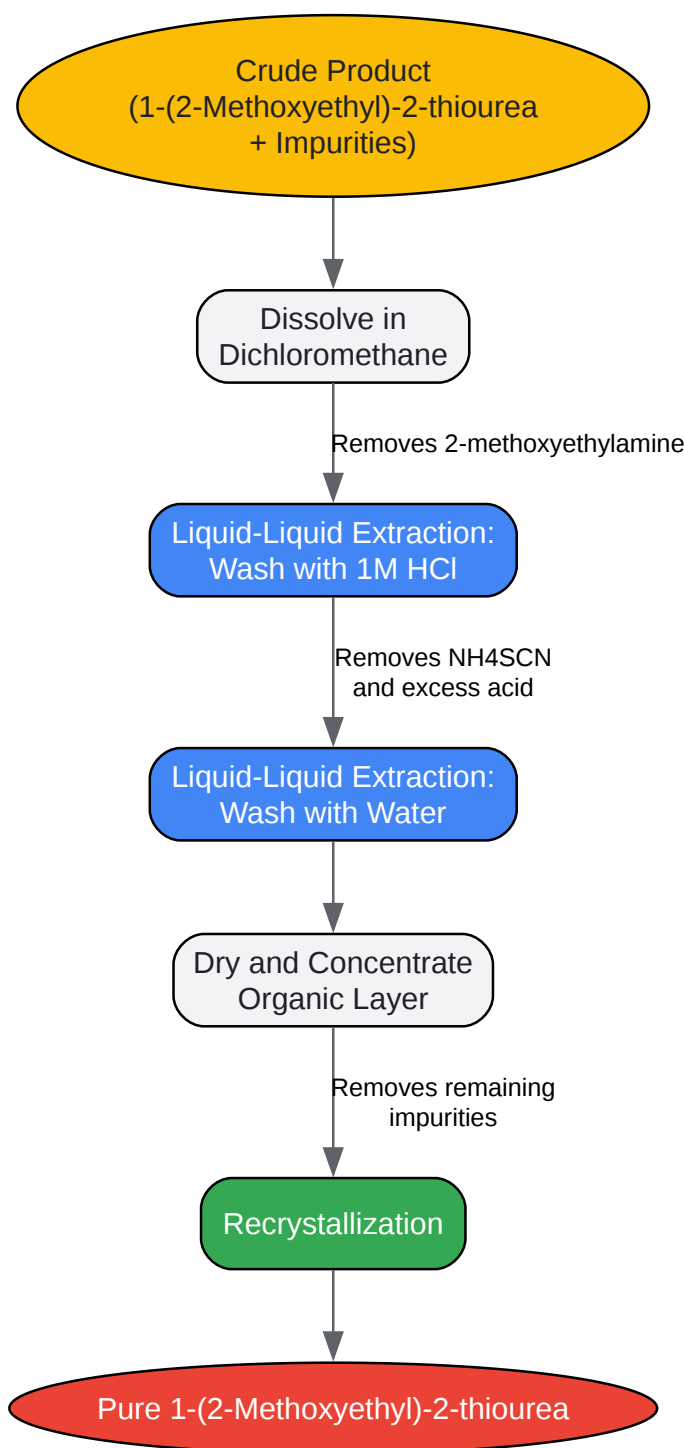 Crude Product
(1-(2-Methoxyethyl)-2-thiourea
+ Impurities)
Dissolve in
Dichloromethane
Removes 2-methoxyethylamine
Liquid-Liquid Extraction:
Wash with 1M HCl
Removes NH4SCN
and excess acid
Liquid-Liquid Extraction:
Wash with Water
Dry and Concentrate
Organic Layer
Removes remaining
impurities
Recrystallization
Pure 1-(2-Methoxyethyl)-2-thiourea